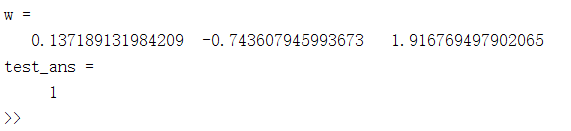 w =
0.137189131984209 -0.743607945993673 1.916769497902065
test_ans =
1
>>